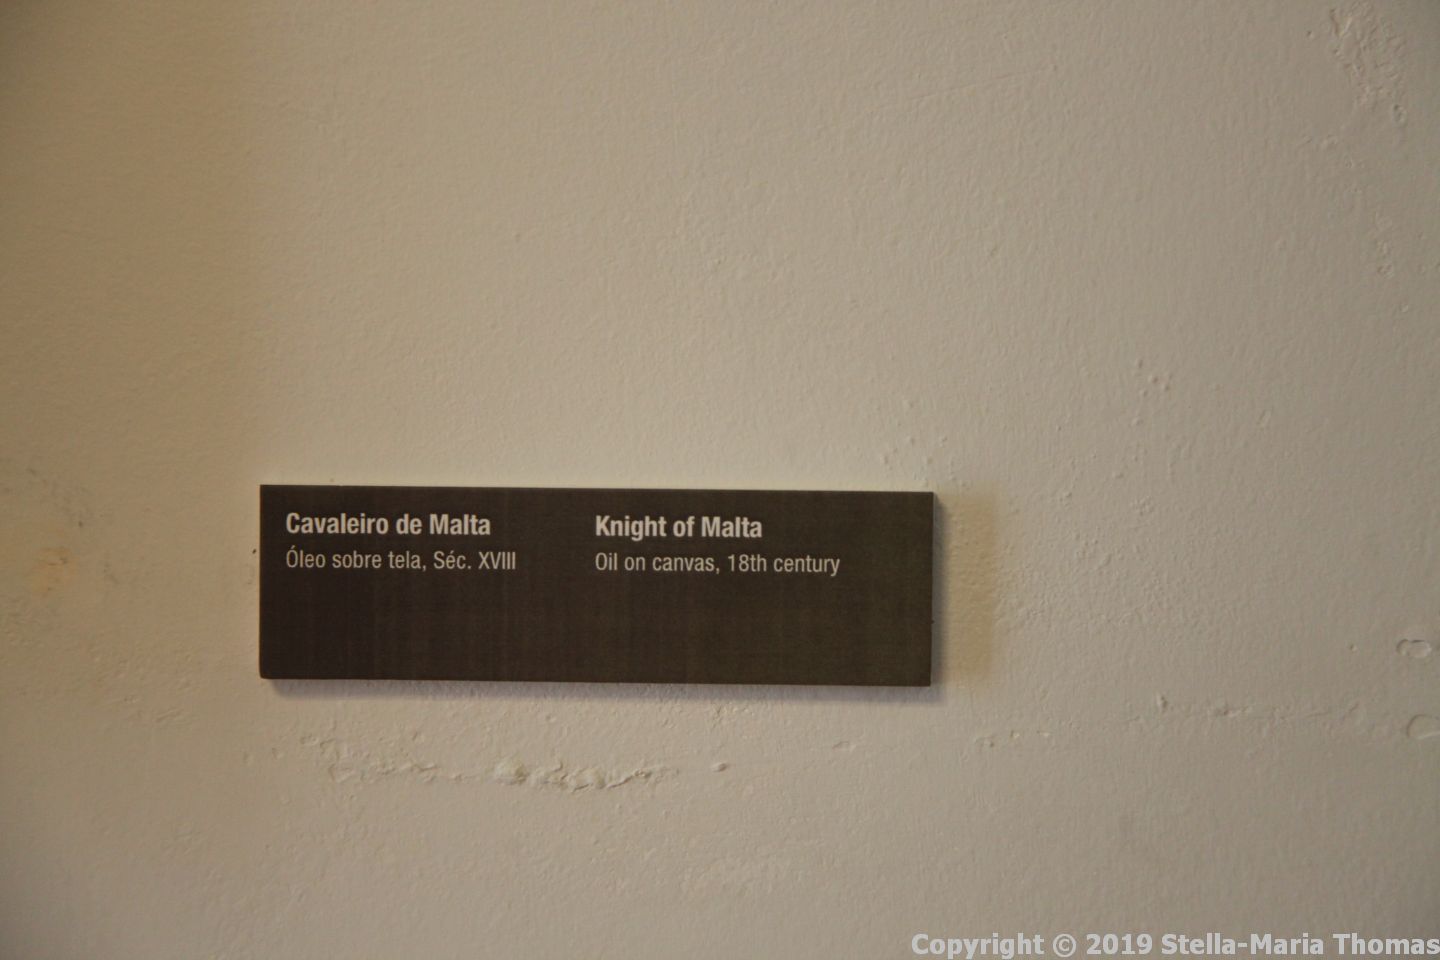 Cavaleiro de Malta
Óleo sobre tela, Séc. XVIII
Knight of Malta
Oil on canvas, 18th century
Copyright © 2019 Stella-Maria Thomas